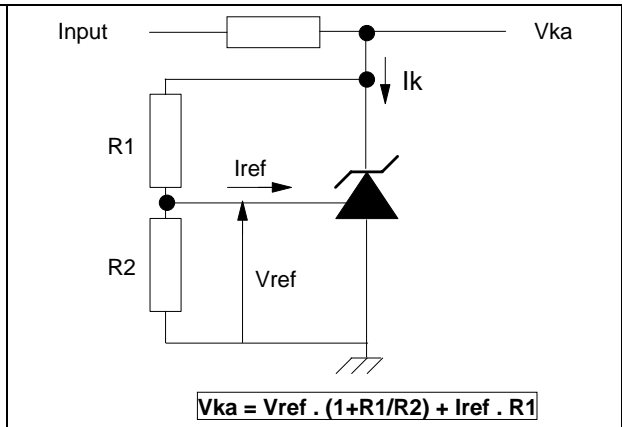 Input Vka
Ik
R1
Iref
R2
Vref
Vka = Vref . (1+R1/R2) + Iref . R1